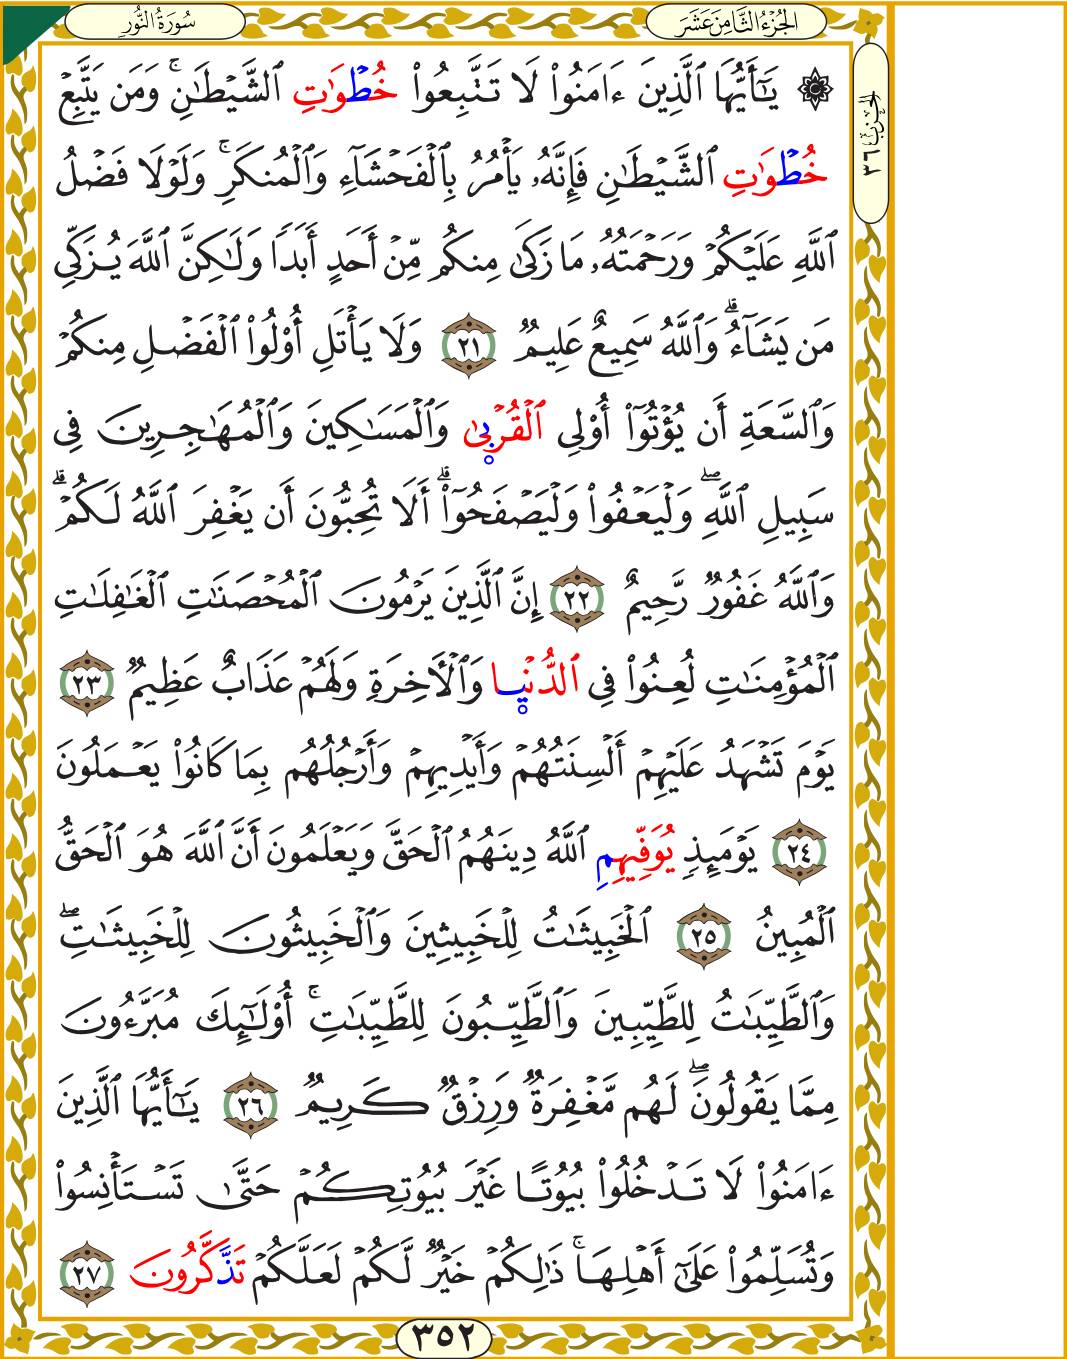 سُورَةُ النُّور
الجُزْءُ الثَّامِنَ عَشَرَ
الحزب ٣٦
۞ يَـٰٓأَيُّهَا ٱلَّذِينَ ءَامَنُوا۟ لَا تَتَّبِعُوا۟ خُطْوَٰتِ ٱلشَّيْطَـٰنِ ۚ وَمَن يَتَّبِعْ
خُطْوَٰتِ ٱلشَّيْطَـٰنِ فَإِنَّهُۥ يَأْمُرُ بِٱلْفَحْشَآءِ وَٱلْمُنكَرِ ۚ وَلَوْلَا فَضْلُ
ٱللَّهِ عَلَيْكُمْ وَرَحْمَتُهُۥ مَا زَكَىٰ مِنكُم مِّنْ أَحَدٍ أَبَدًا وَلَـٰكِنَّ ٱللَّهَ يُزَكِّى
مَن يَشَآءُ ۗ وَٱللَّهُ سَمِيعٌ عَلِيمٌ ٢١ وَلَا يَأْتَلِ أُو۟لُوا۟ ٱلْفَضْلِ مِنكُمْ
وَٱلسَّعَةِ أَن يُؤْتُوٓا۟ أُو۟لِى ٱلْقُرْبَىٰ وَٱلْمَسَـٰكِينَ وَٱلْمُهَـٰجِرِينَ فِى
سَبِيلِ ٱللَّهِ ۖ وَلْيَعْفُوا۟ وَلْيَصْفَحُوٓا۟ ۗ أَلَا تُحِبُّونَ أَن يَغْفِرَ ٱللَّهُ لَكُمْ ۗ
وَٱللَّهُ غَفُورٌ رَّحِيمٌ ٢٢ إِنَّ ٱلَّذِينَ يَرْمُونَ ٱلْمُحْصَنَـٰتِ ٱلْغَـٰفِلَـٰتِ
ٱلْمُؤْمِنَـٰتِ لُعِنُوا۟ فِى ٱلدُّنْيَا وَٱلْـَٔاخِرَةِ وَلَهُمْ عَذَابٌ عَظِيمٌ ٢٣
يَوْمَ تَشْهَدُ عَلَيْهِمْ أَلْسِنَتُهُمْ وَأَيْدِيهِمْ وَأَرْجُلُهُم بِمَا كَانُوا۟ يَعْمَلُونَ
٢٤ يَوْمَئِذٍ يُوَفِّيهِمِ ٱللَّهُ دِينَهُمُ ٱلْحَقَّ وَيَعْلَمُونَ أَنَّ ٱللَّهَ هُوَ ٱلْحَقُّ
ٱلْمُبِينُ ٢٥ ٱلْخَبِيثَـٰتُ لِلْخَبِيثِينَ وَٱلْخَبِيثُونَ لِلْخَبِيثَـٰتِ ۖ
وَٱلطَّيِّبَـٰتُ لِلطَّيِّبِينَ وَٱلطَّيِّبُونَ لِلطَّيِّبَـٰتِ ۚ أُو۟لَـٰٓئِكَ مُبَرَّءُونَ
مِمَّا يَقُولُونَ ۖ لَهُم مَّغْفِرَةٌ وَرِزْقٌ كَرِيمٌ ٢٦ يَـٰٓأَيُّهَا ٱلَّذِينَ
ءَامَنُوا۟ لَا تَدْخُلُوا۟ بُيُوتًا غَيْرَ بُيُوتِكُمْ حَتَّىٰ تَسْتَأْنِسُوا۟
وَتُسَلِّمُوا۟ عَلَىٰٓ أَهْلِهَا ۚ ذَٰلِكُمْ خَيْرٌ لَّكُمْ لَعَلَّكُمْ تَذَّكَّرُونَ ٢٧
٣٥٢